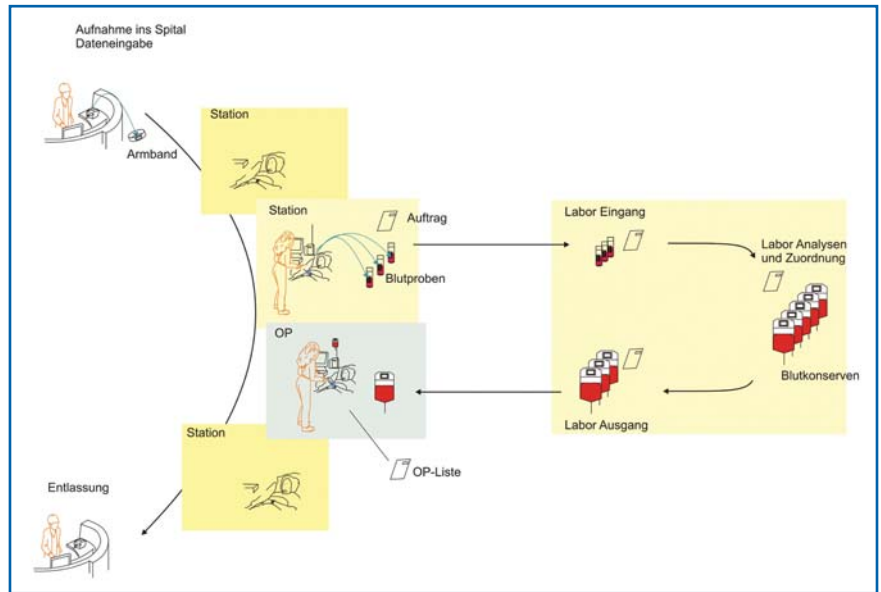 Aufnahme ins Spital
Dateneingabe
Armband
Station
Station
Auftrag
Blutproben
Labor Eingang
Labor Analysen
und Zuordnung
Blutkonserven
Labor Ausgang
OP
OP-Liste
Station
Entlassung